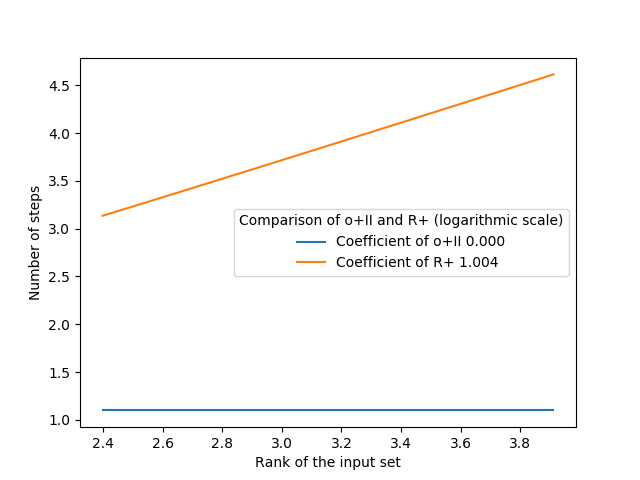 4.5
4.0
3.5
3.0
2.5
2.0
1.5
1.0
Number of steps
Comparison of o+II and R+ (logarithmic scale)
Coefficient of o+II 0.000
Coefficient of R+ 1.004
2.4 2.6 2.8 3.0 3.2 3.4 3.6 3.8
Rank of the input set